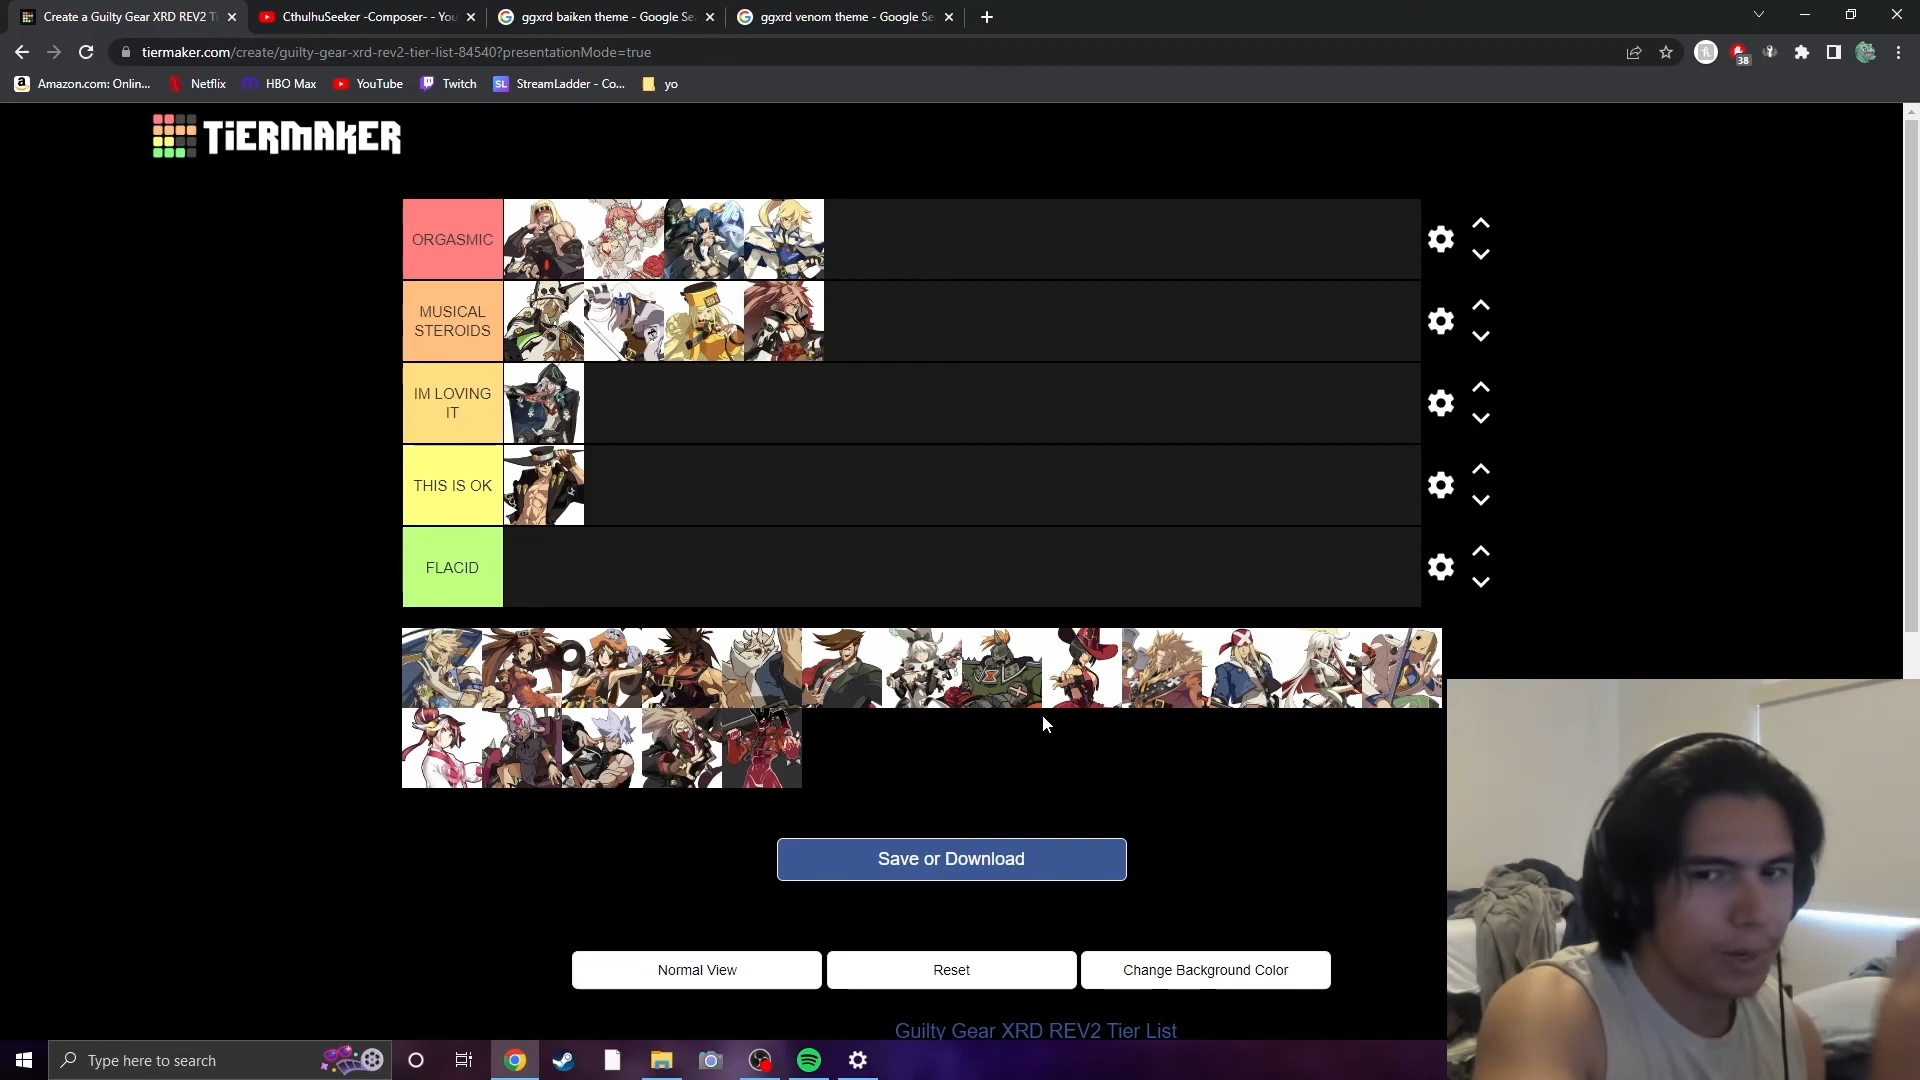 Create a Guilty Gear XRD REV2 T
CthulhuSeeker -Composer- - You
ggxrd baiken theme - Google Se
ggxrd venom theme - Google Se
tiermaker.com/create/guilty-gear-xrd-rev2-tier-list-84540?presentationMode=true
38
Amazon.com: Onlin...
Netflix
HBO Max
YouTube
Twitch
SL
StreamLadder - Co...
yo
TiERMAKER
ORGASMIC
MUSICAL
STEROIDS
IM LOVING
IT
THIS IS OK
FLACID
Save or Download
Normal View
Reset
Change Background Color
Guilty Gear XRD REV2 Tier List
Type here to search